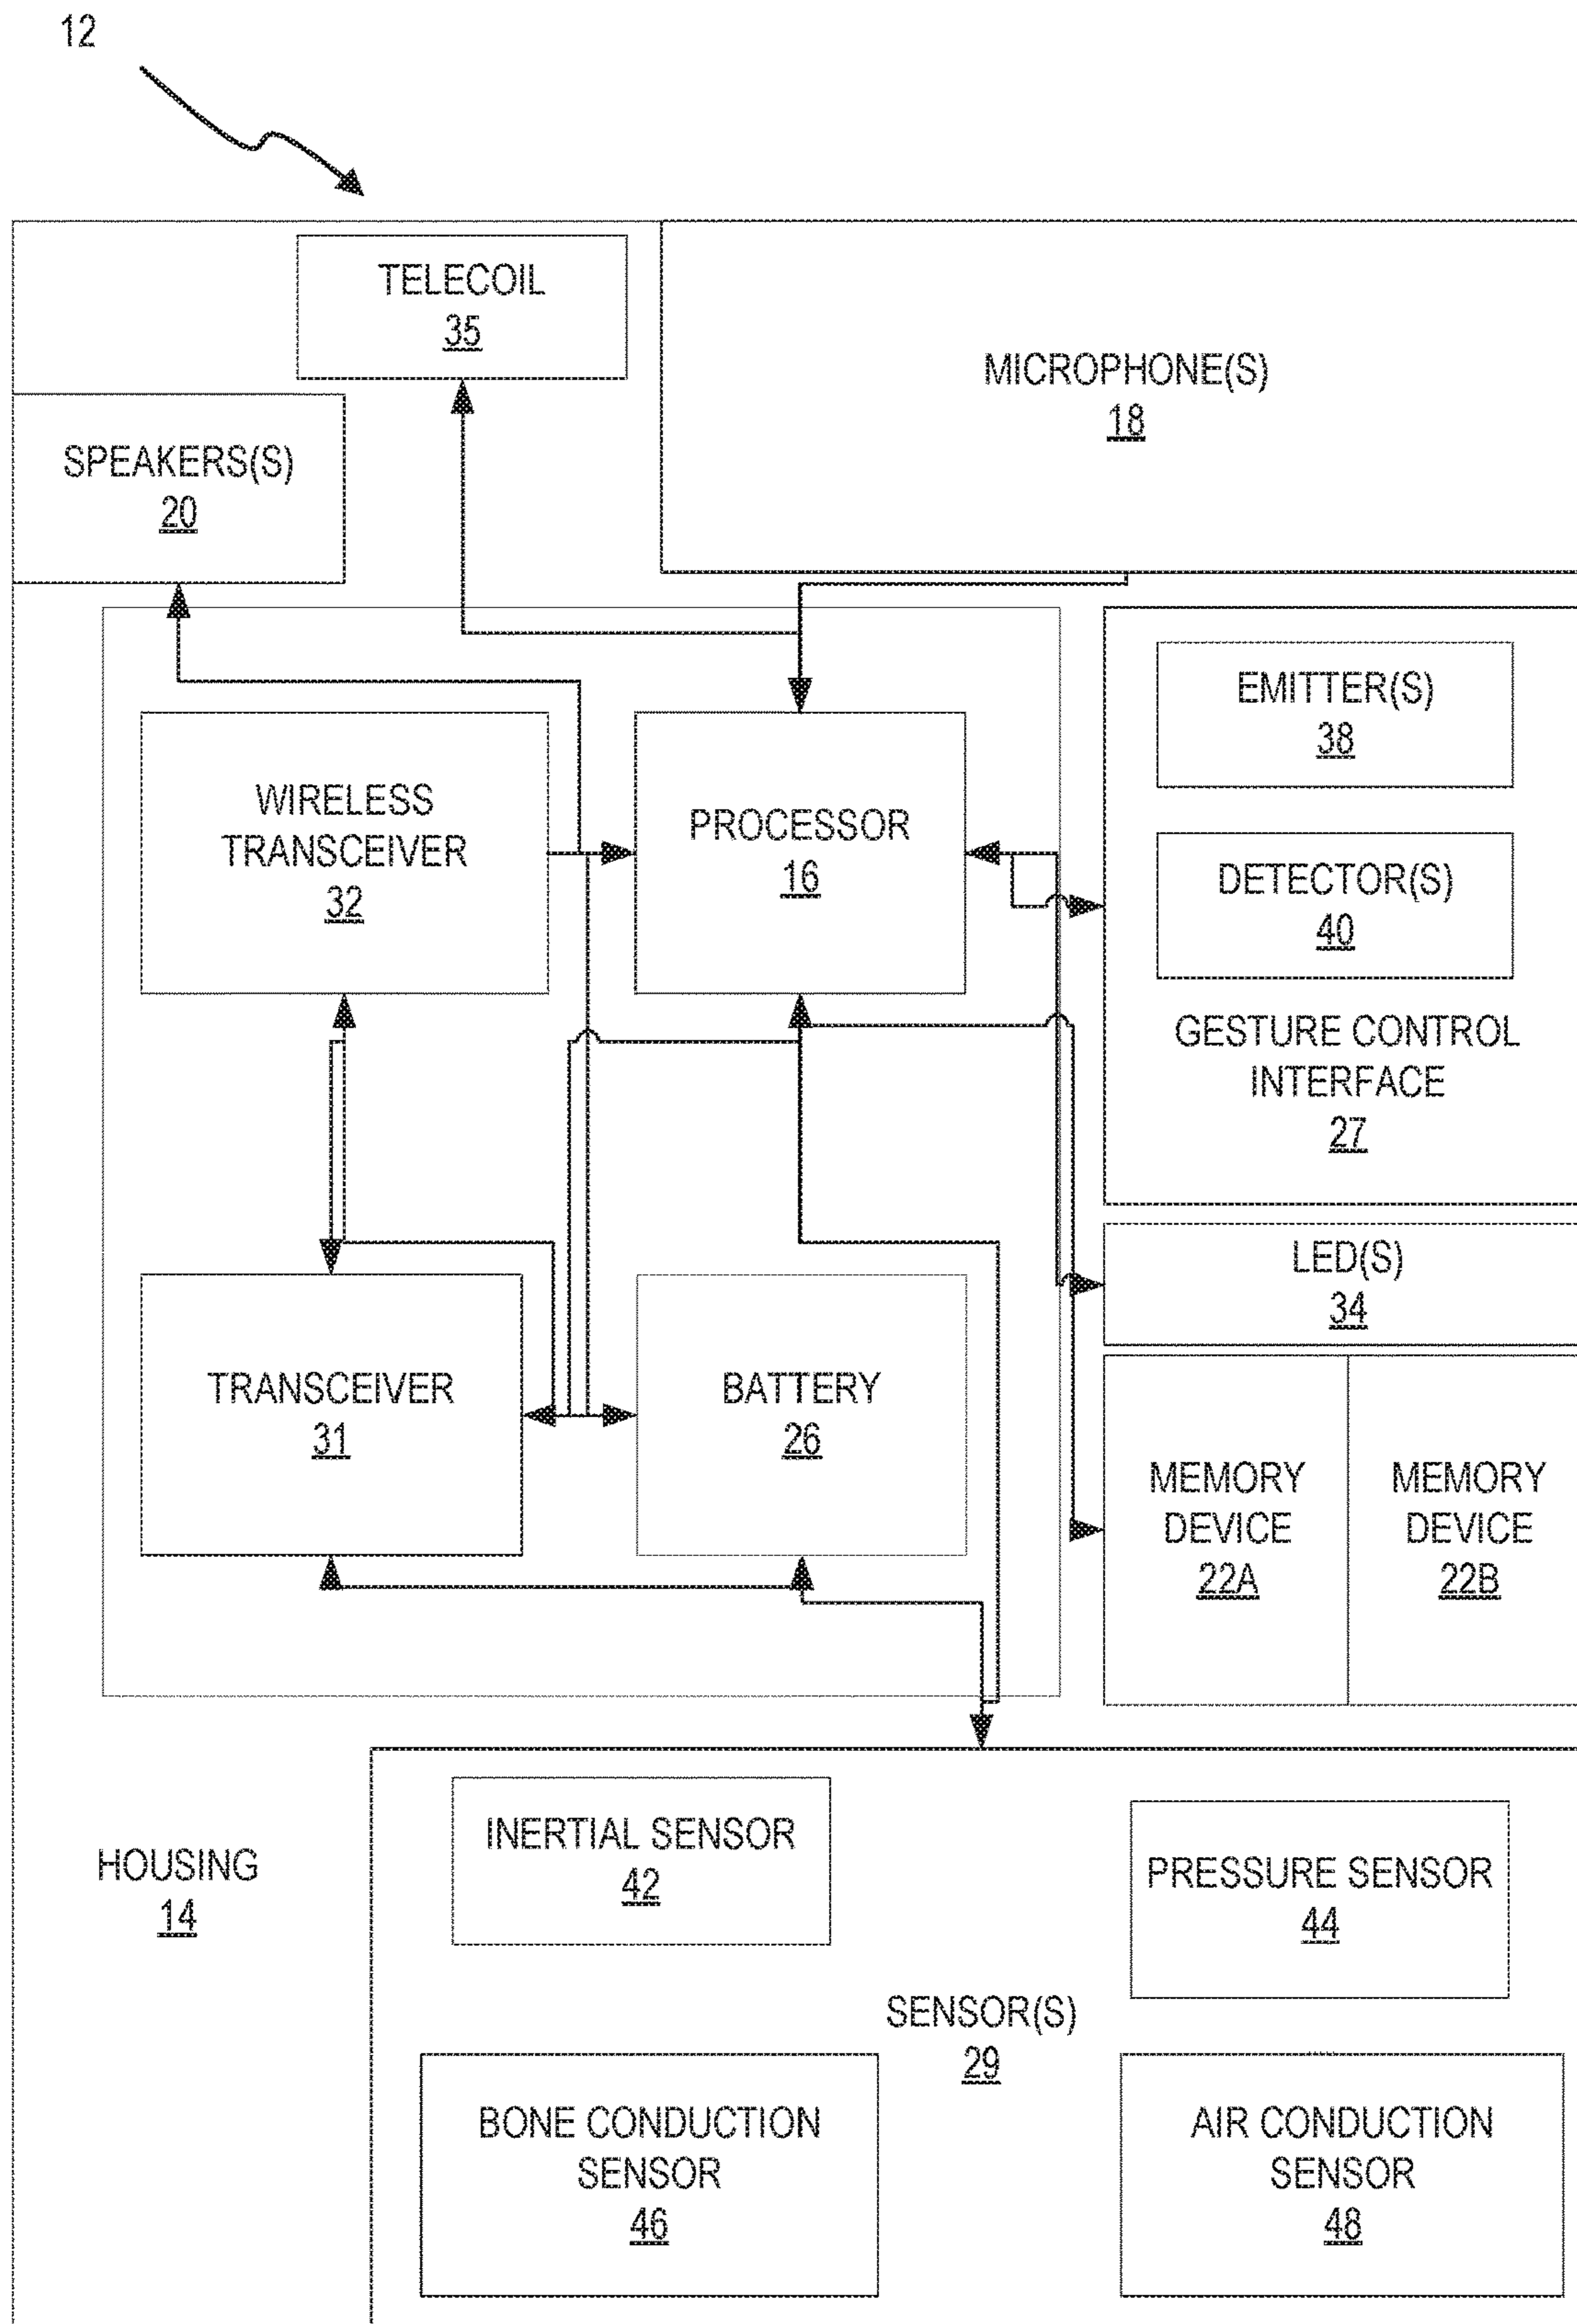 12
TELECOIL
35
MICROPHONE(S)
18
SPEAKERS(S)
20
EMITTER(S)
38
WIRELESS
TRANSCEIVER
32
PROCESSOR
16
DETECTOR(S)
40
GESTURE CONTROL
INTERFACE
27
LED(S)
34
TRANSCEIVER
31
BATTERY
26
MEMORY
DEVICE
22A
MEMORY
DEVICE
22B
HOUSING
14
INERTIAL SENSOR
42
PRESSURE SENSOR
44
SENSOR(S)
29
BONE CONDUCTION
SENSOR
46
AIR CONDUCTION
SENSOR
48